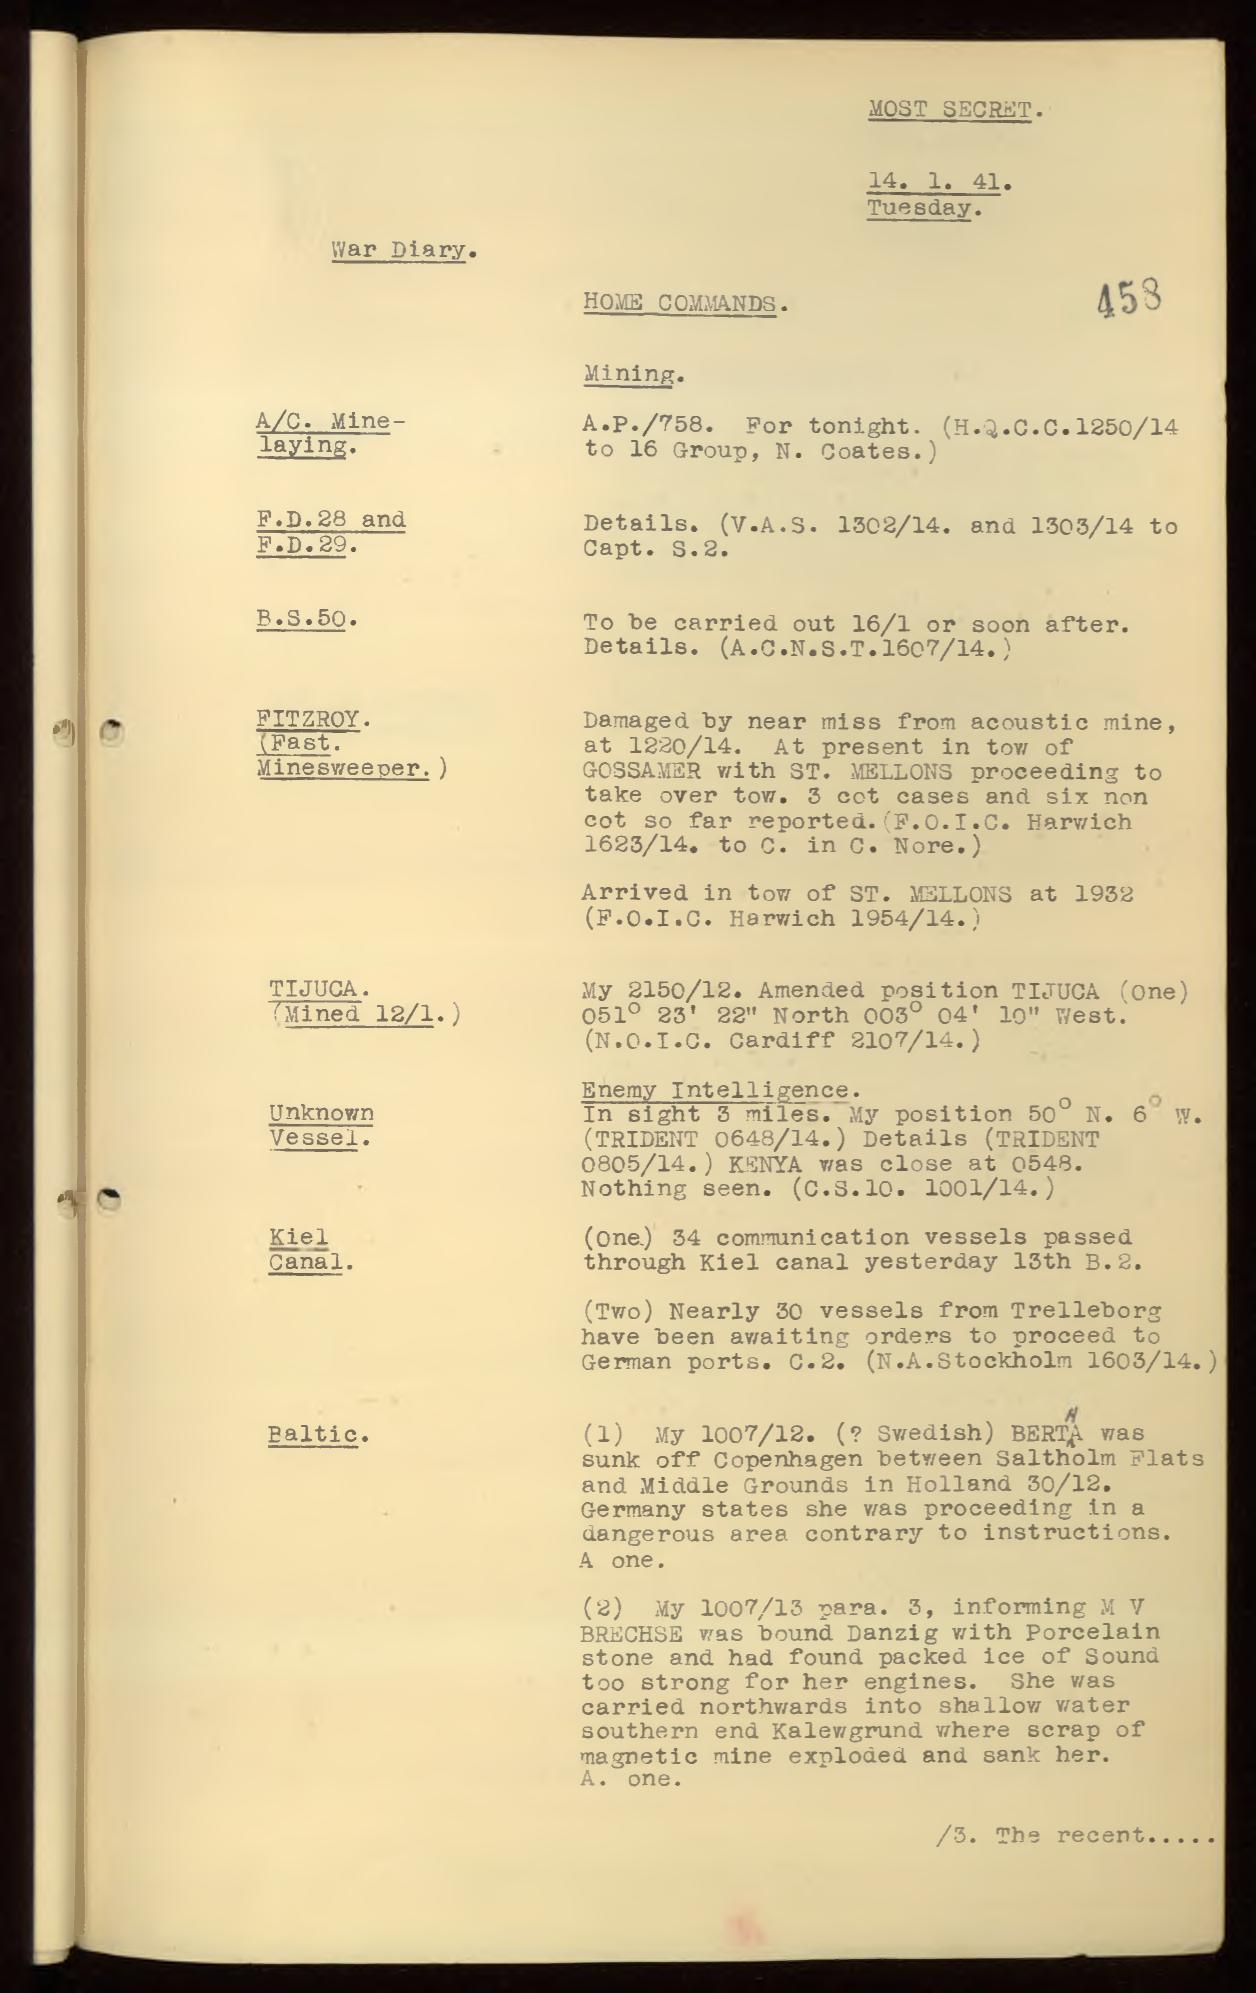 MOST SECRET.
14. 1. 41.
Tuesday.
War Diary.
HOME COMMANDS.
458
Mining.
A/C. Mine-
laying.
A.P./758. For tonight. (H.Q.C.C.1250/14
to 16 Group, N. Coates.)
F.D.28 and
F.D.29.
Details. (V.A.S. 1302/14. and 1303/14 to
Capt. S.2.
B.S.50.
To be carried out 16/1 or soon after.
Details. (A.C.N.S.T.1607/14.)
FITZROY.
(Fast.
Minesweeper.)
Damaged by near miss from acoustic mine,
at 1220/14. At present in tow of
GOSSAMER with ST. MELLONS proceeding to
take over tow. 3 cot cases and six non
cot so far reported.(F.O.I.C. Harwich
1623/14. to C. in C. Nore.)
Arrived in tow of ST. MELLONS at 1932
(F.O.I.C. Harwich 1954/14.)
TIJUCA.
(Mined 12/1.)
My 2150/12. Amended position TIJUCA (One)
051° 23' 22" North 003° 04' 10" West.
(N.O.I.C. Cardiff 2107/14.)
Enemy Intelligence.
Unknown
Vessel.
In sight 3 miles. My position 50° N. 6° W.
(TRIDENT 0648/14.) Details (TRIDENT
0805/14.) KENYA was close at 0548.
Nothing seen. (C.S.10. 1001/14.)
Kiel
Canal.
(One) 34 communication vessels passed
through Kiel canal yesterday 13th B.2.
(Two) Nearly 30 vessels from Trelleborg
have been awaiting orders to proceed to
German ports. C.2. (N.A.Stockholm 1603/14.)
Baltic.
(1) My 1007/12. (? Swedish) BERTHA was
sunk off Copenhagen between Saltholm Flats
and Middle Grounds in Holland 30/12.
Germany states she was proceeding in a
dangerous area contrary to instructions.
A one.
(2) My 1007/13 para. 3, informing M V
BRECHSE was bound Danzig with Porcelain
stone and had found packed ice of Sound
too strong for her engines. She was
carried northwards into shallow water
southern end Kalewgrund where scrap of
magnetic mine exploded and sank her.
A. one.
/3. The recent.....